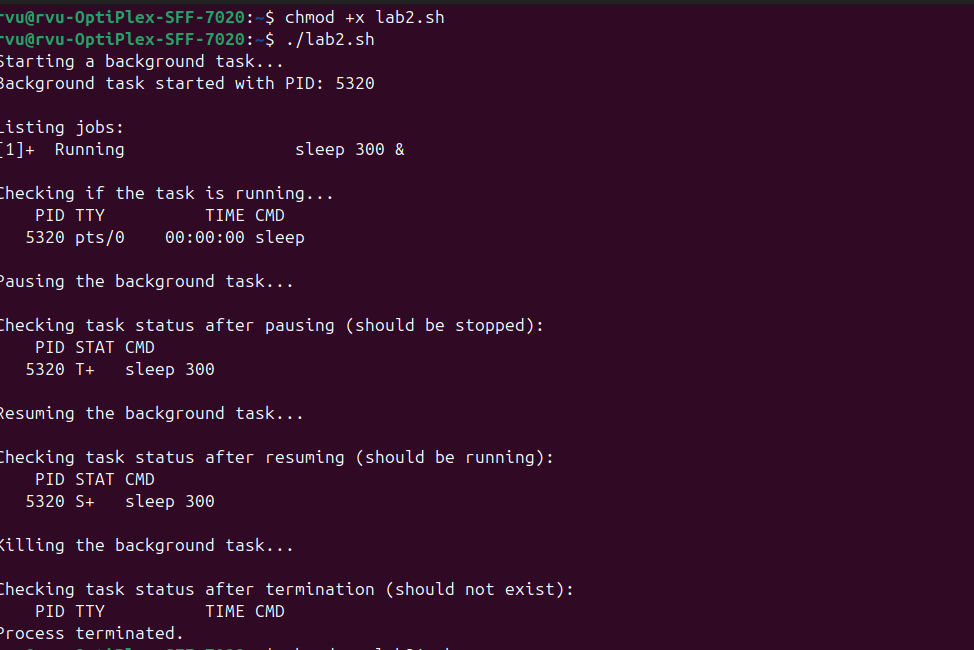 rvu@rvu-OptiPlex-SFF-7020:~$ chmod +x lab2.sh
rvu@rvu-OptiPlex-SFF-7020:~$ ./lab2.sh
Starting a background task...
Background task started with PID: 5320
Listing jobs:
[1]+  Running                 sleep 300 &
Checking if the task is running...
    PID TTY          TIME CMD
   5320 pts/0    00:00:00 sleep
Pausing the background task...
Checking task status after pausing (should be stopped):
    PID STAT CMD
   5320 T+   sleep 300
Resuming the background task...
Checking task status after resuming (should be running):
    PID STAT CMD
   5320 S+   sleep 300
Killing the background task...
Checking task status after termination (should not exist):
    PID TTY          TIME CMD
Process terminated.